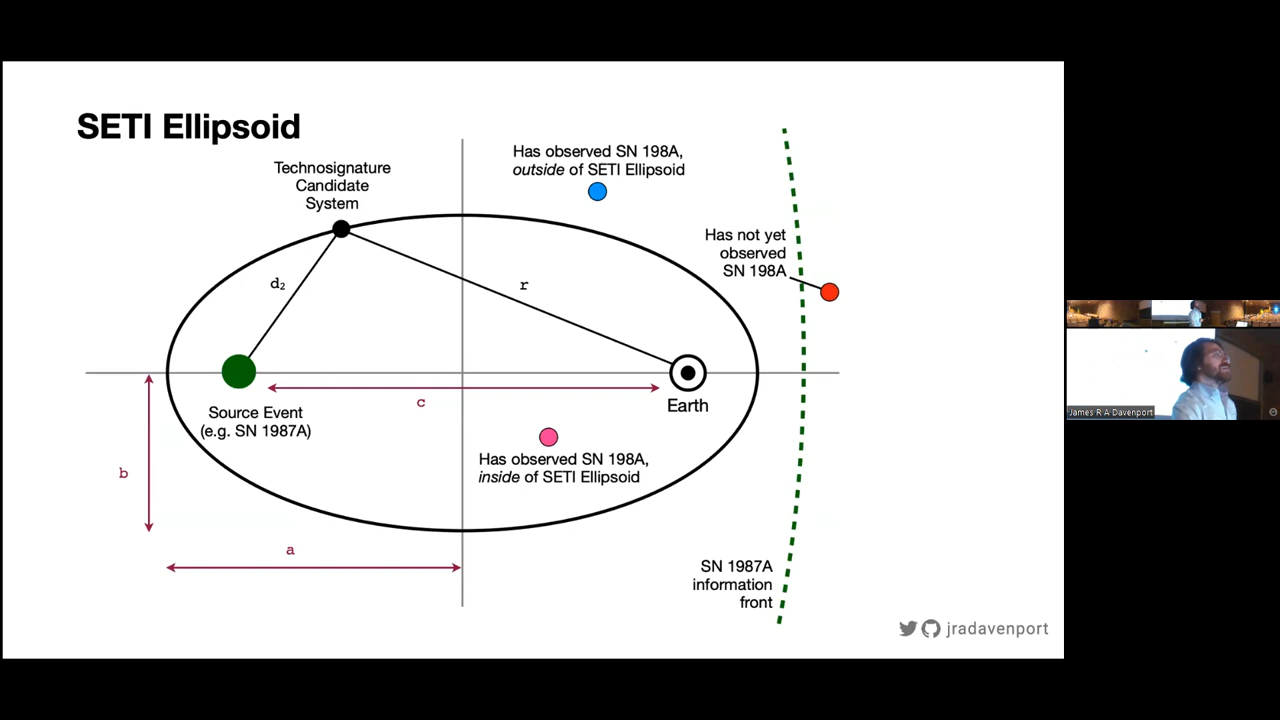 SETI Ellipsoid
Technosignature
Candidate
System
Has observed SN 198A,
outside of SETI Ellipsoid
Has not yet
observed
SN 198A
d₂
r
c
Source Event
(e.g. SN 1987A)
Earth
Has observed SN 198A,
inside of SETI Ellipsoid
b
a
SN 1987A
information
front
jradavenport
James R A Davenport